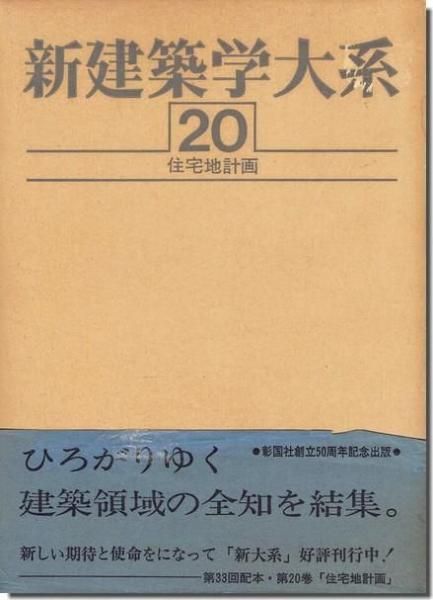 新建築学大系
20
住宅地計画
●彰国社創立50周年記念出版●
ひろがりゆく
建築領域の全知を結集。
新しい期待と使命をになって「新大系」好評刊行中！
第33回配本・第20巻「住宅地計画」